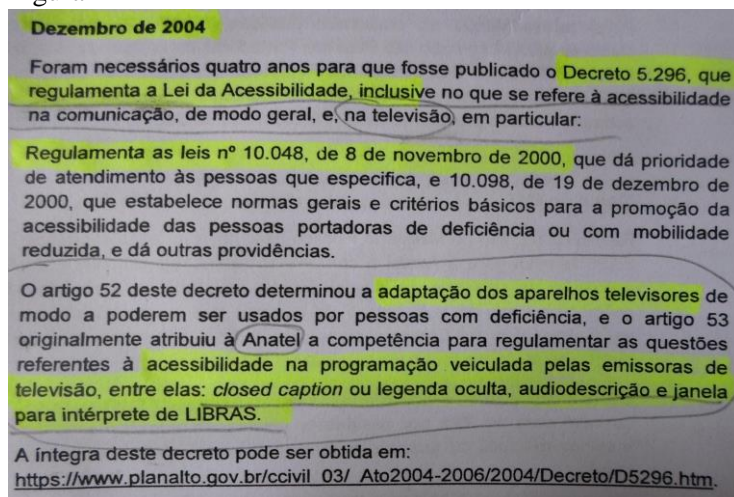 Dezembro de 2004
Foram necessários quatro anos para que fosse publicado o Decreto 5.296, que
regulamenta a Lei da Acessibilidade, inclusive no que se refere à acessibilidade
na comunicação, de modo geral, e, na televisão, em particular:
Regulamenta as leis nº 10.048, de 8 de novembro de 2000, que dá prioridade
de atendimento às pessoas que especifica, e 10.098, de 19 de dezembro de
2000, que estabelece normas gerais e critérios básicos para a promoção da
acessibilidade das pessoas portadoras de deficiência ou com mobilidade
reduzida, e dá outras providências.
O artigo 52 deste decreto determinou a adaptação dos aparelhos televisores de
modo a poderem ser usados por pessoas com deficiência, e o artigo 53
originalmente atribuiu à Anatel a competência para regulamentar as questões
referentes à acessibilidade na programação veiculada pelas emissoras de
televisão, entre elas: closed caption ou legenda oculta, audiodescrição e janela
para intérprete de LIBRAS.
A íntegra deste decreto pode ser obtida em:
https://www.planalto.gov.br/ccivil_03/_Ato2004-2006/2004/Decreto/D5296.htm.